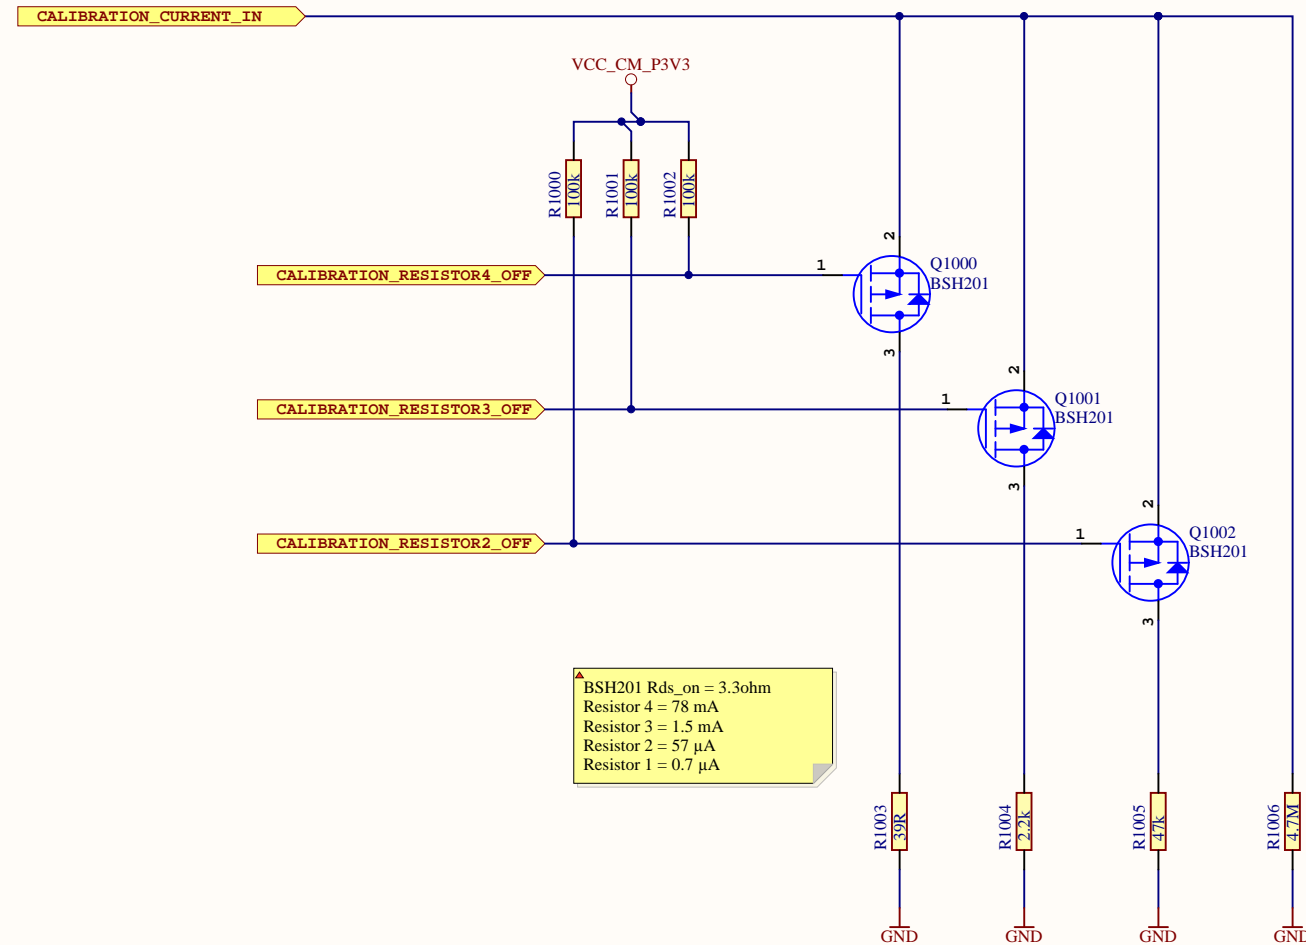 CALIBRATION_CURRENT_IN
VCC_CM_P3V3
R1000
100k
R1001
100k
R1002
100k
2
CALIBRATION_RESISTOR4_OFF
1
Q1000
BSH201
3
2
CALIBRATION_RESISTOR3_OFF
1
Q1001
BSH201
3
2
CALIBRATION_RESISTOR2_OFF
1
Q1002
BSH201
3
BSH201 Rds_on = 3.3ohm
Resistor 4 = 78 mA
Resistor 3 = 1.5 mA
Resistor 2 = 57 µA
Resistor 1 = 0.7 µA
R1003
39R
R1004
2.2k
R1005
47k
R1006
4.7M
GND
GND
GND
GND